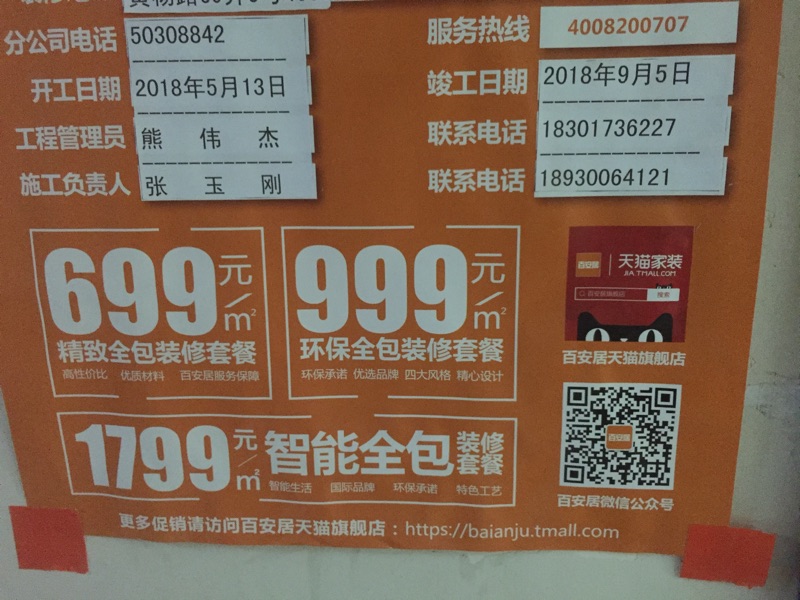 分公司电话 50308842 服务热线 4008200707
开工日期 2018年5月13日 竣工日期 2018年9月5日
工程管理员 熊 伟 杰 联系电话 18301736227
施工负责人 张 玉 刚 联系电话 18930064121
699元/m²
精致全包装修套餐
高性价比 优质材料 百安居服务保障
999元/m²
环保全包装修套餐
环保承诺 优选品牌 四大风格 精心设计
百安居 天猫家装
JIA.TMALL.COM
百安居旗舰店 搜索
百安居天猫旗舰店
1799元/m² 智能全包装修套餐
智能生活 国际品牌 环保承诺 特色工艺
百安居
百安居微信公众号
更多促销请访问百安居天猫旗舰店：https://baianju.tmall.com